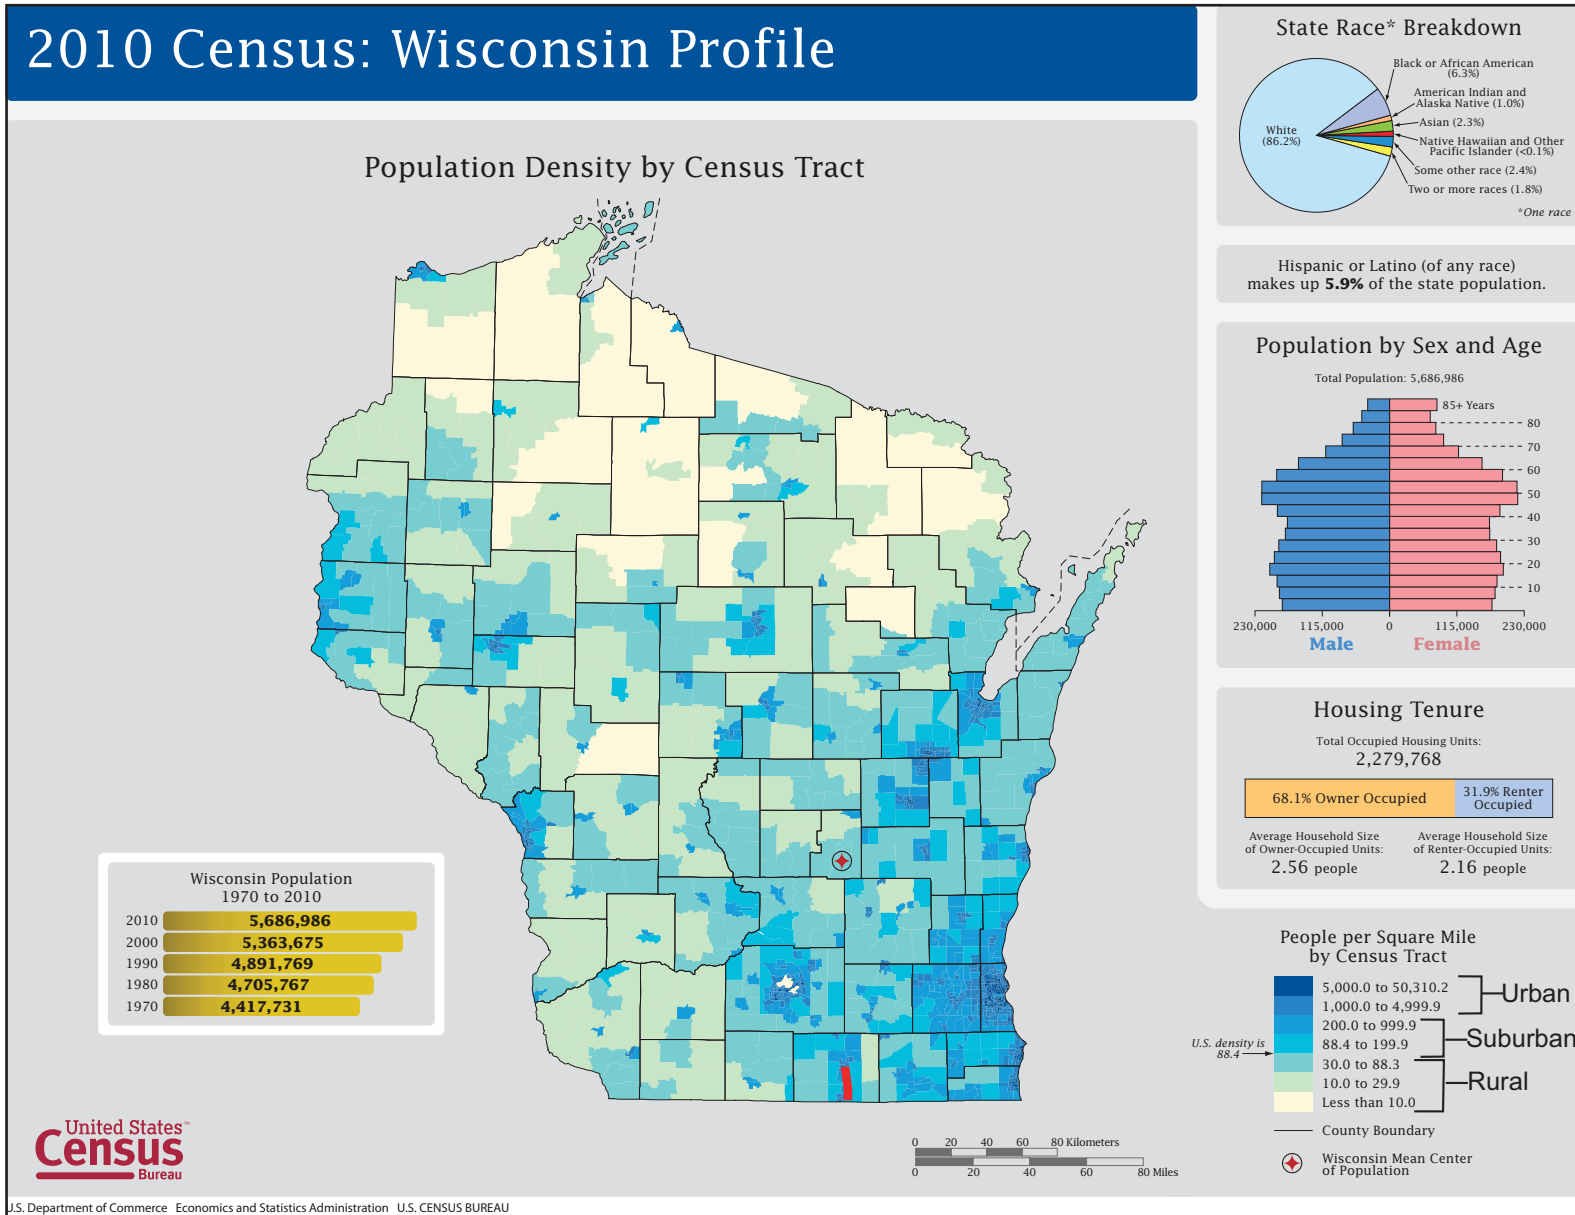 2010 Census: Wisconsin Profile
Population Density by Census Tract
Wisconsin Population
1970 to 2010
2010 5,686,986
2000 5,363,675
1990 4,891,769
1980 4,705,767
1970 4,417,731
State Race* Breakdown
Black or African American
(6.3%)
American Indian and
Alaska Native (1.0%)
Asian (2.3%)
Native Hawaiian and Other
Pacific Islander (<0.1%)
Some other race (2.4%)
Two or more races (1.8%)
White
(86.2%)
*One race
Hispanic or Latino (of any race)
makes up 5.9% of the state population.
Population by Sex and Age
Total Population: 5,686,986
85+ Years
80
70
60
50
40
30
20
10
230,000 115,000 0 115,000 230,000
Male Female
Housing Tenure
Total Occupied Housing Units:
2,279,768
68.1% Owner Occupied
31.9% Renter
Occupied
Average Household Size
of Owner-Occupied Units:
2.56 people
Average Household Size
of Renter-Occupied Units:
2.16 people
People per Square Mile
by Census Tract
5,000.0 to 50,310.2
1,000.0 to 4,999.9
200.0 to 999.9
88.4 to 199.9
30.0 to 88.3
10.0 to 29.9
Less than 10.0
Urban
Suburban
Rural
U.S. density is
88.4
County Boundary
Wisconsin Mean Center
of Population
0 20 40 60 80 Kilometers
0 20 40 60 80 Miles
United States™
Census
Bureau
U.S. Department of Commerce Economics and Statistics Administration U.S. CENSUS BUREAU